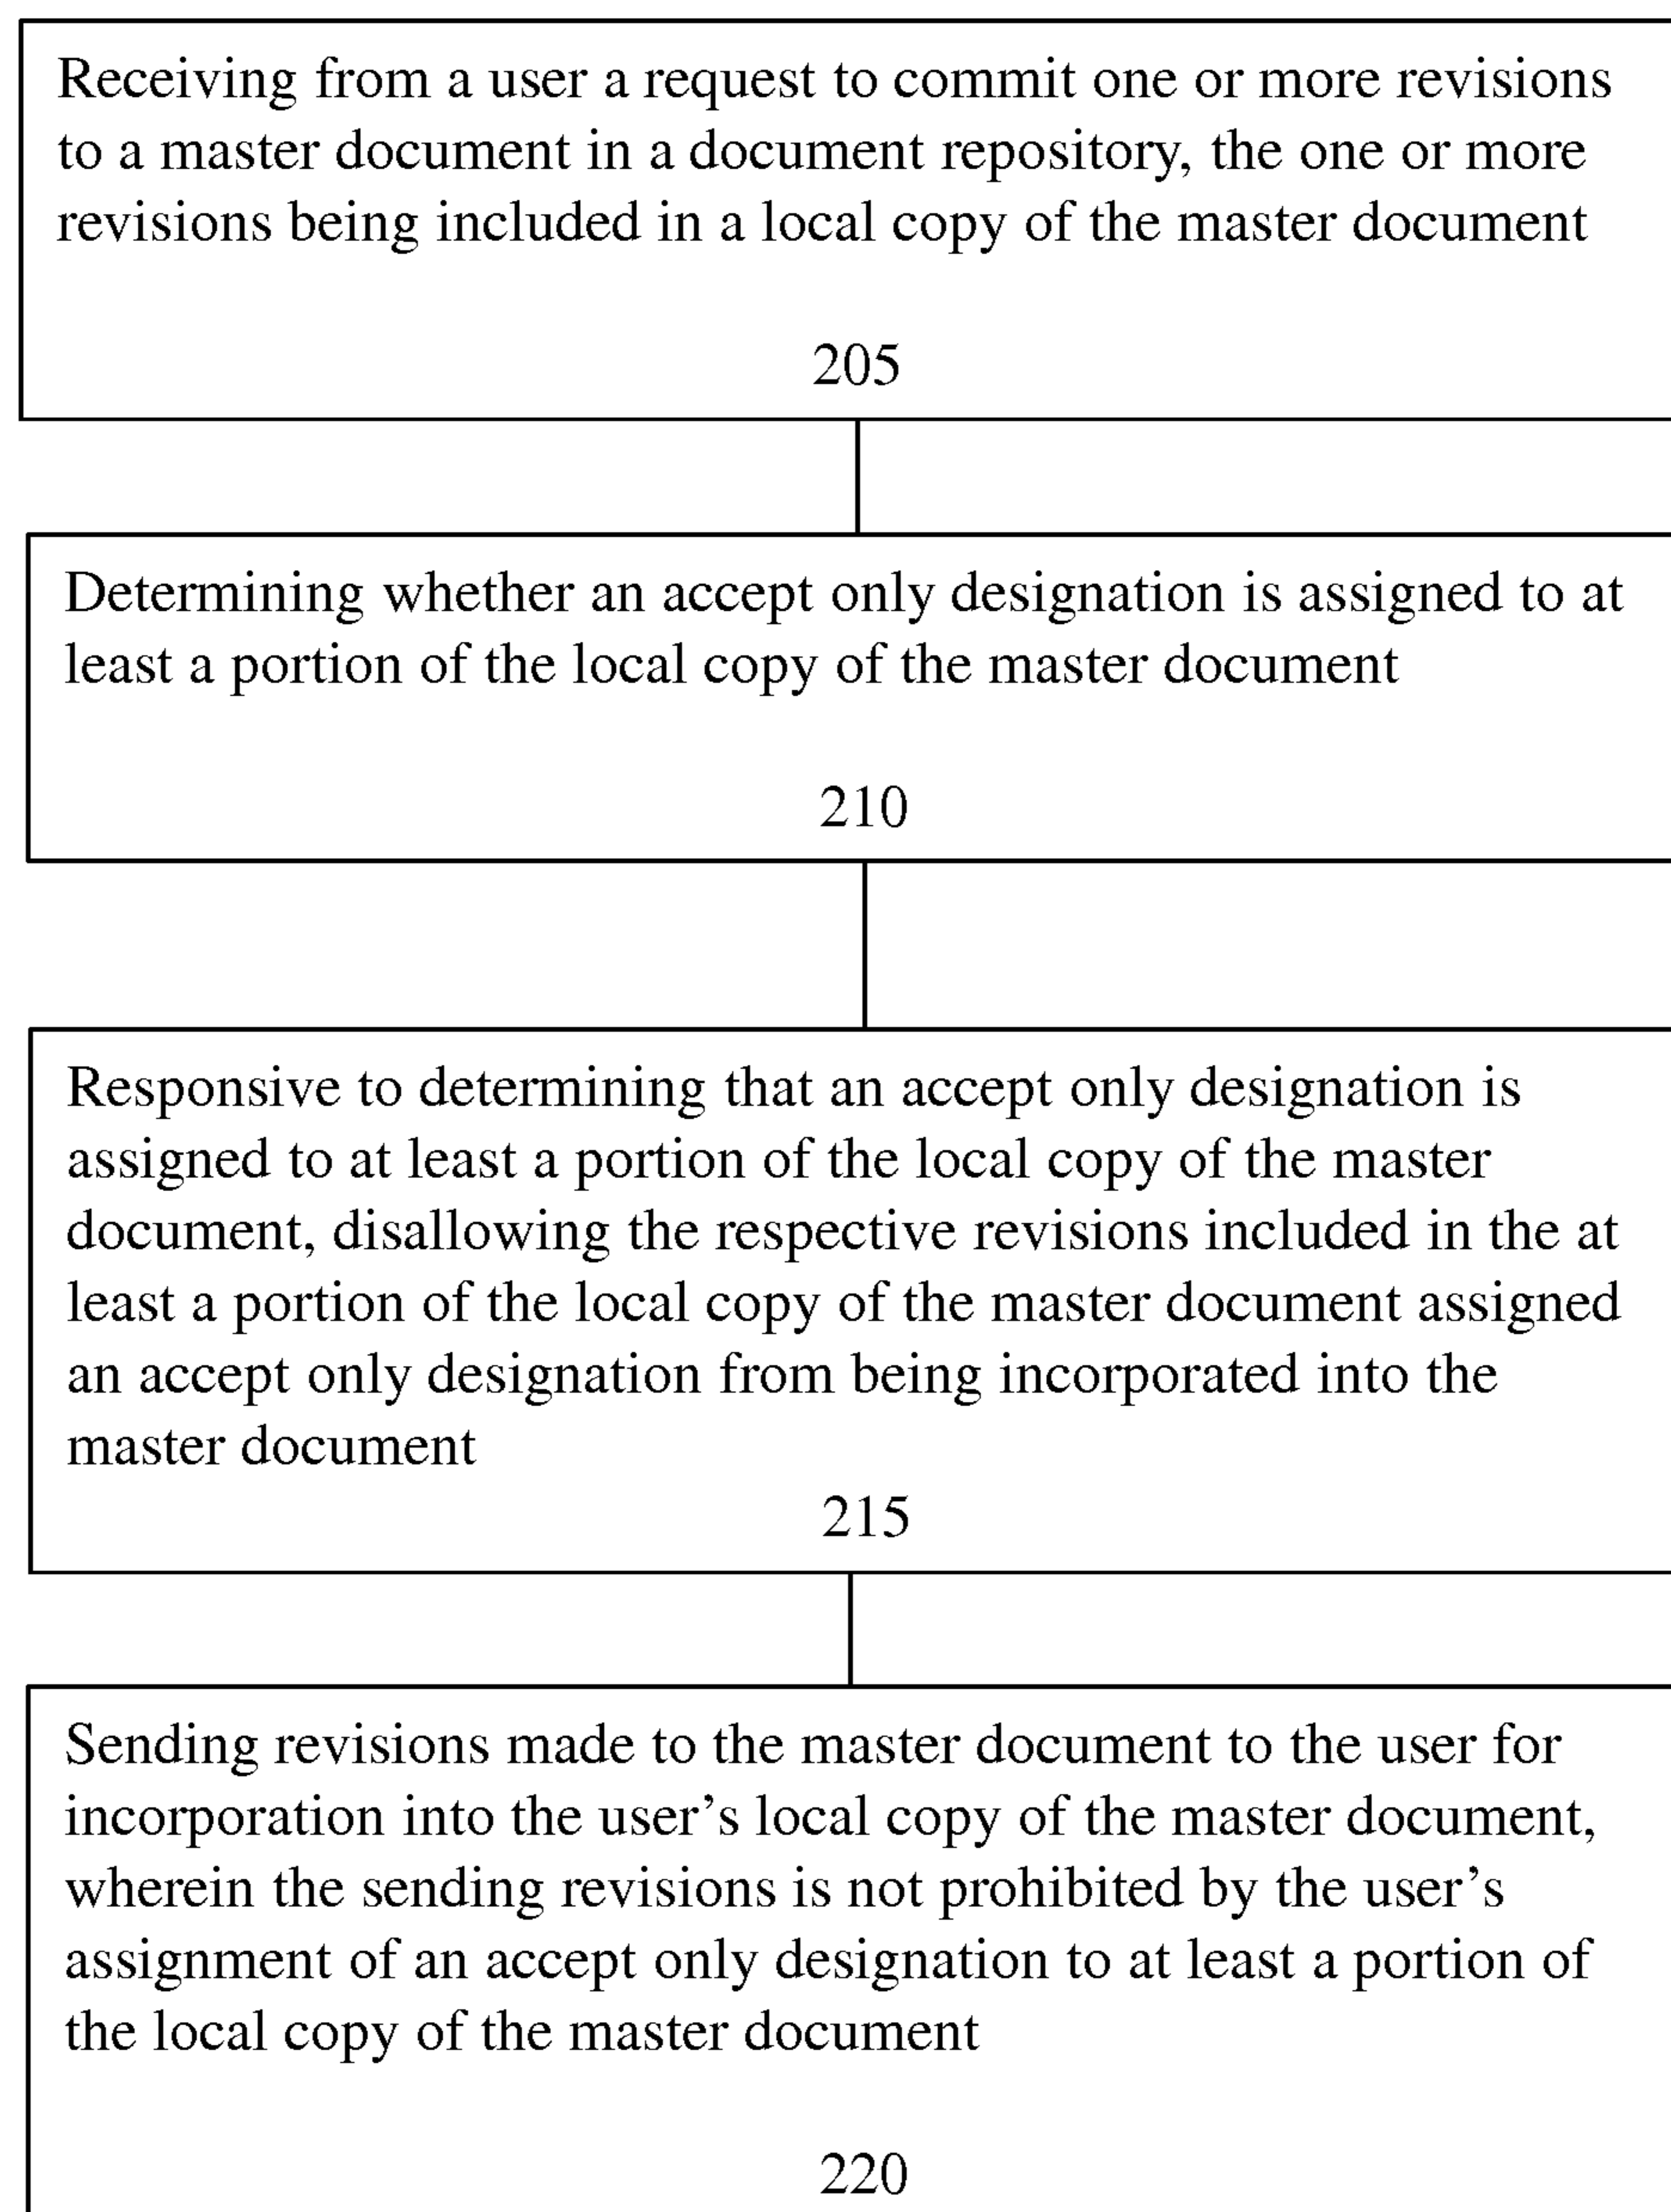 Receiving from a user a request to commit one or more revisions
to a master document in a document repository, the one or more
revisions being included in a local copy of the master document
205
Determining whether an accept only designation is assigned to at
least a portion of the local copy of the master document
210
Responsive to determining that an accept only designation is
assigned to at least a portion of the local copy of the master
document, disallowing the respective revisions included in the at
least a portion of the local copy of the master document assigned
an accept only designation from being incorporated into the
master document
215
Sending revisions made to the master document to the user for
incorporation into the user’s local copy of the master document,
wherein the sending revisions is not prohibited by the user’s
assignment of an accept only designation to at least a portion of
the local copy of the master document
220